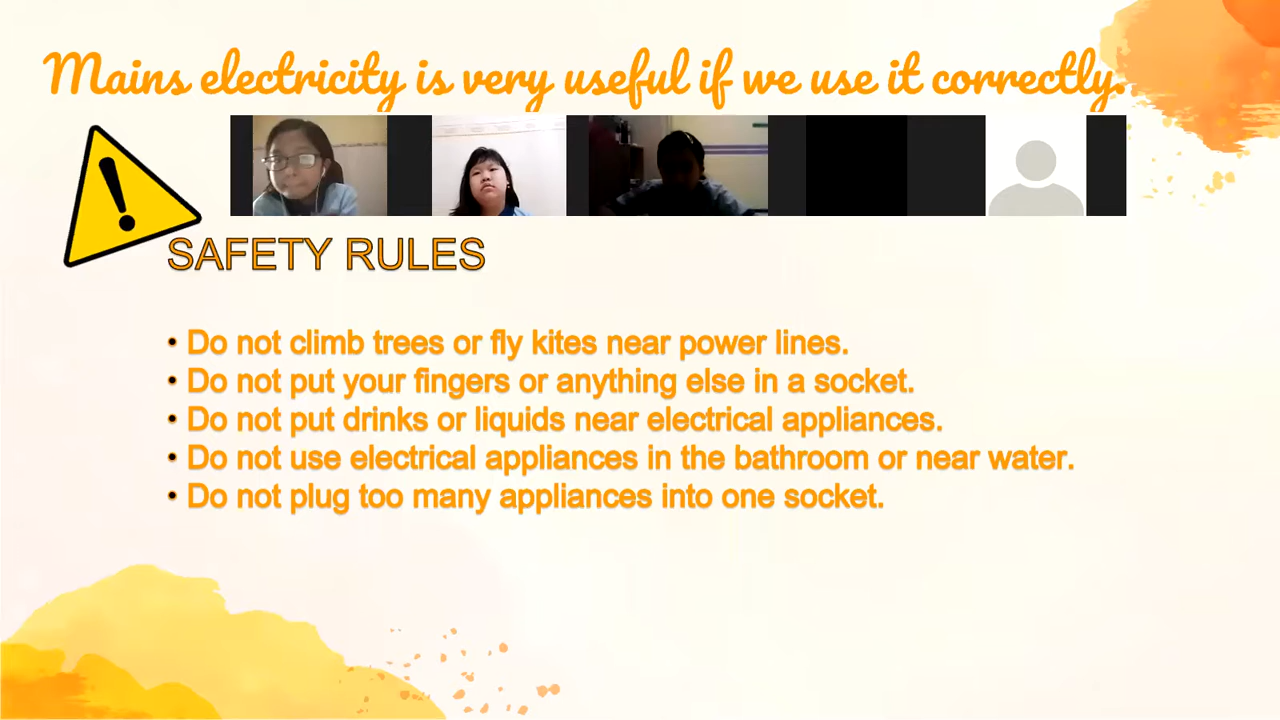 Mains electricity is very useful if we use it correctly.
SAFETY RULES
• Do not climb trees or fly kites near power lines.
• Do not put your fingers or anything else in a socket.
• Do not put drinks or liquids near electrical appliances.
• Do not use electrical appliances in the bathroom or near water.
• Do not plug too many appliances into one socket.